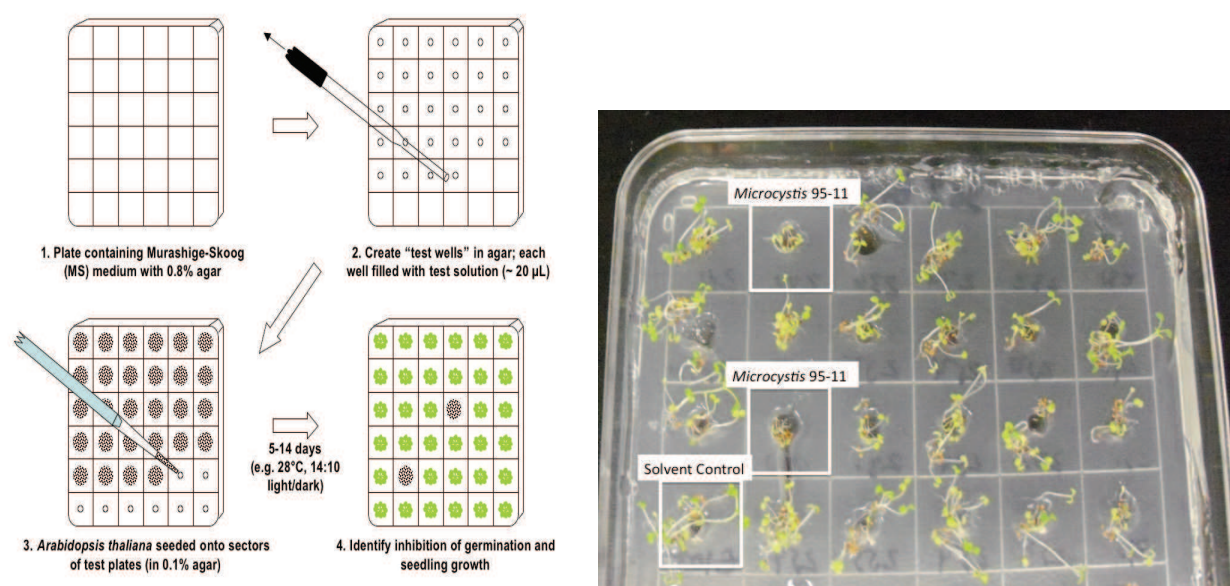 1. Plate containing Murashige-Skoog
(MS) medium with 0.8% agar
2. Create “test wells” in agar; each
well filled with test solution (~ 20 µL)
5-14 days
(e.g. 28°C, 14:10
light/dark)
3. Arabidopsis thaliana seeded onto sectors
of test plates (in 0.1% agar)
4. Identify inhibition of germination and
seedling growth
Microcystis 95-11
Microcystis 95-11
Solvent Control